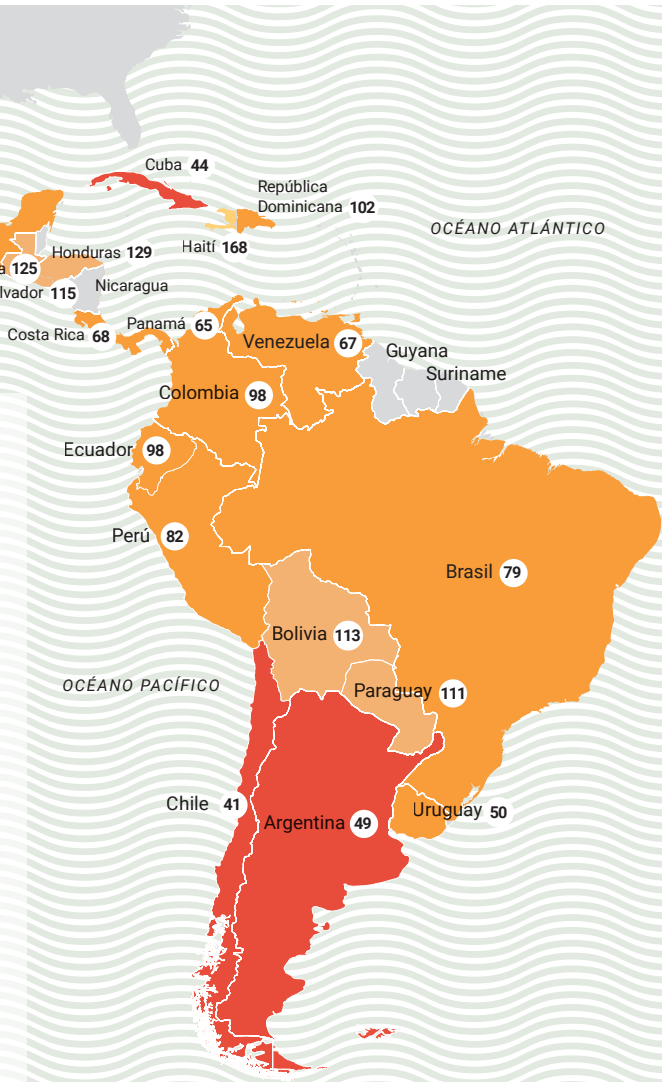 Cuba 44
República
Dominicana 102
OCÉANO ATLÁNTICO
Haití 168
Honduras 129
a 125
lvador 115
Nicaragua
Costa Rica 68
Panamá 65
Venezuela 67
Guyana
Suriname
Colombia 98
Ecuador 98
Perú 82
Brasil 79
Bolivia 113
OCÉANO PACÍFICO
Paraguay 111
Chile 41
Argentina 49
Uruguay 50